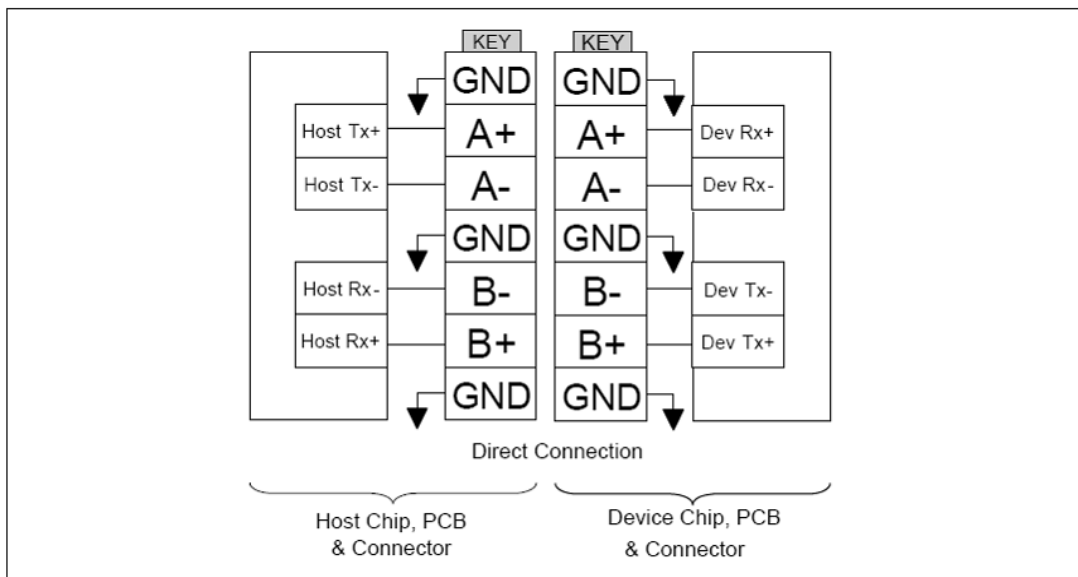 KEY KEY
GND GND
Host Tx+ A+ A+ Dev Rx+
Host Tx- A- A- Dev Rx-
GND GND
Host Rx- B- B- Dev Tx-
Host Rx+ B+ B+ Dev Tx+
GND GND
Direct Connection
Host Chip, PCB Device Chip, PCB
& Connector & Connector